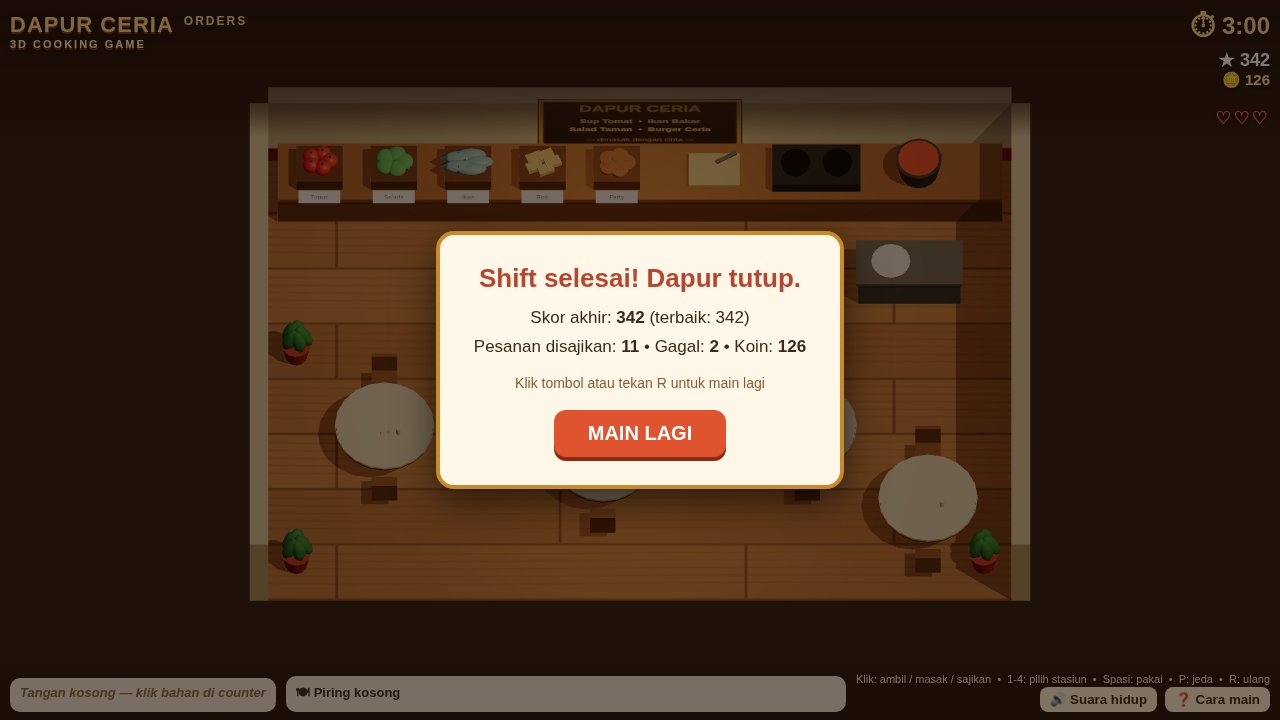 DAPUR CERIA
3D COOKING GAME
ORDERS
⏱ 3:00
★ 342
🪙 126
♡♡♡
DAPUR CERIA
Sup Tomat • Ikan Bakar
Salad Taman • Burger Ceria
— dimasak dengan cinta —
Tomat
Selada
Ikan
Roti
Patty
Shift selesai! Dapur tutup.
Skor akhir: 342 (terbaik: 342)
Pesanan disajikan: 11 • Gagal: 2 • Koin: 126
Klik tombol atau tekan R untuk main lagi
MAIN LAGI
Tangan kosong — klik bahan di counter
🍽 Piring kosong
Klik: ambil / masak / sajikan • 1-4: pilih stasiun • Spasi: pakai • P: jeda • R: ulang
🔊 Suara hidup
❓ Cara main